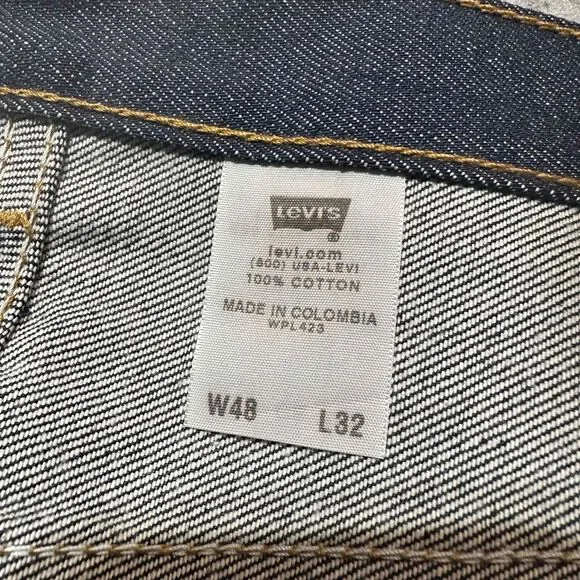 Levi's
®
levi.com
(800) USA-LEVI
100% COTTON
MADE IN COLOMBIA
WPL423
W48 L32